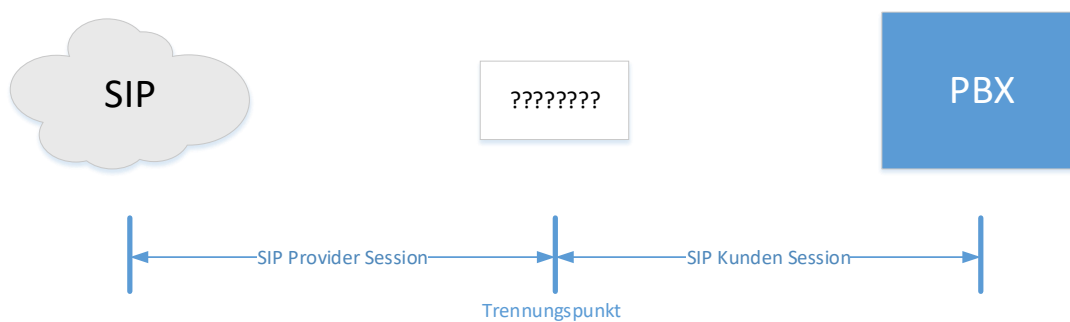 SIP
????????
PBX
SIP Provider Session
SIP Kunden Session
Trennungspunkt